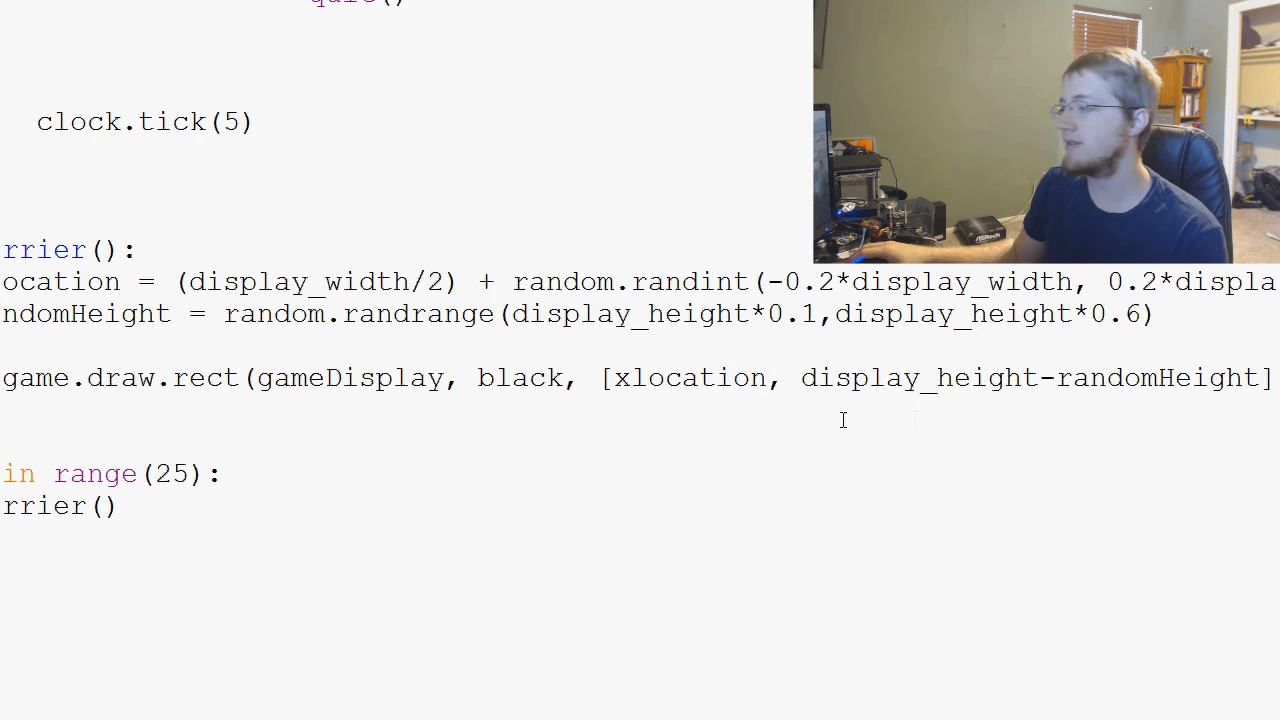 quit()
clock.tick(5)
rrier():
ocation = (display_width/2) + random.randint(-0.2*display_width, 0.2*displa
ndomHeight = random.randrange(display_height*0.1,display_height*0.6)
game.draw.rect(gameDisplay, black, [xlocation, display_height-randomHeight]
in range(25):
rrier()